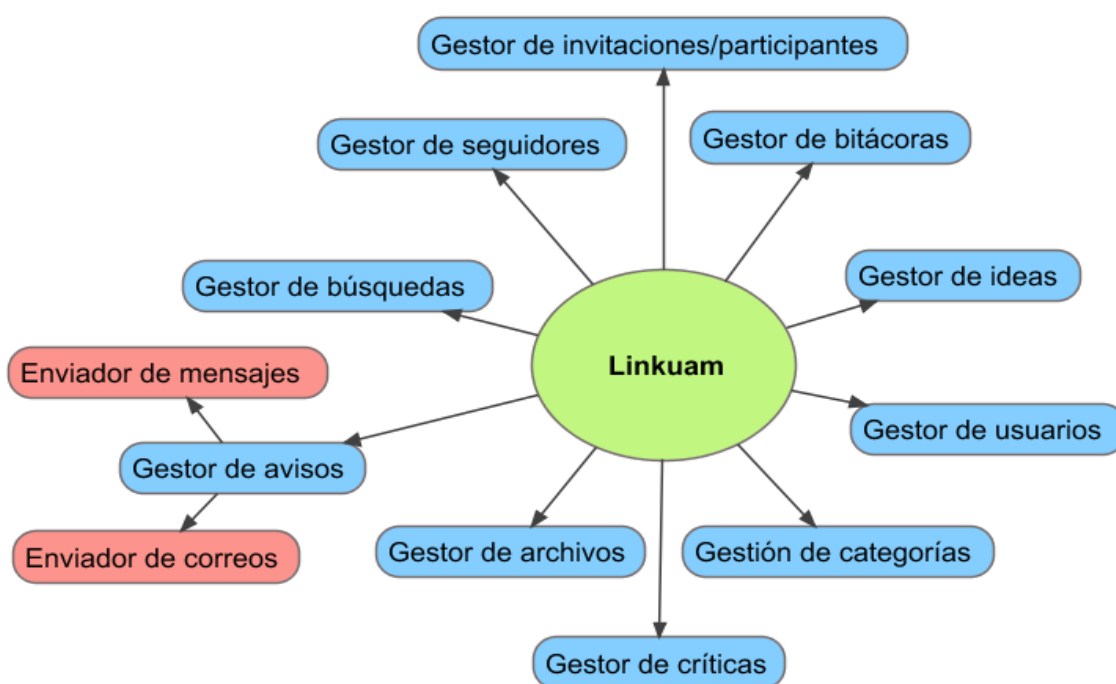 Gestor de invitaciones/participantes
Gestor de seguidores
Gestor de bitácoras
Gestor de búsquedas
Gestor de ideas
Enviador de mensajes
Linkuam
Gestor de usuarios
Gestor de avisos
Enviador de correos
Gestor de archivos
Gestión de categorías
Gestor de críticas